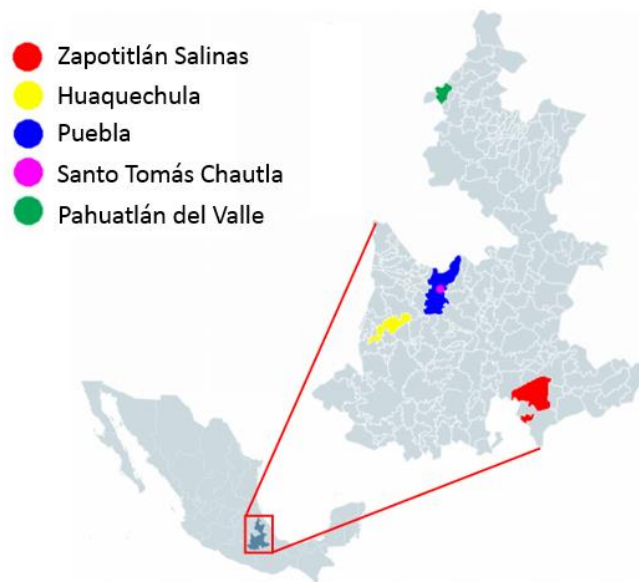 Zapotitlán Salinas
Huaquechula
Puebla
Santo Tomás Chautla
Pahuatlán del Valle